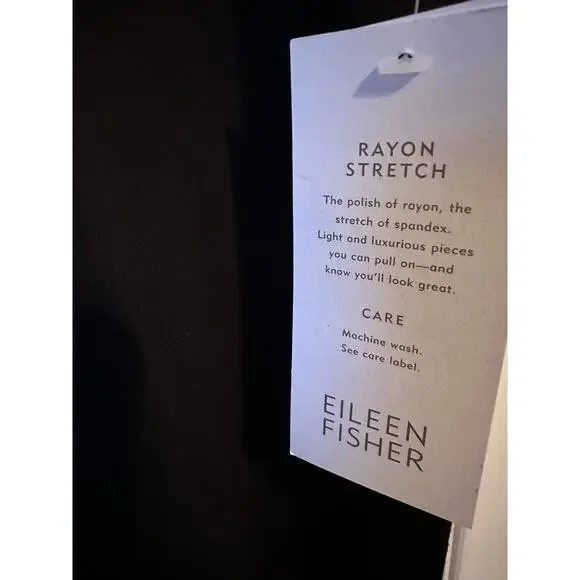 RAYON
STRETCH
The polish of rayon, the
stretch of spandex.
Light and luxurious pieces
you can pull on—and
know you'll look great.
CARE
Machine wash.
See care label.
EILEEN
FISHER